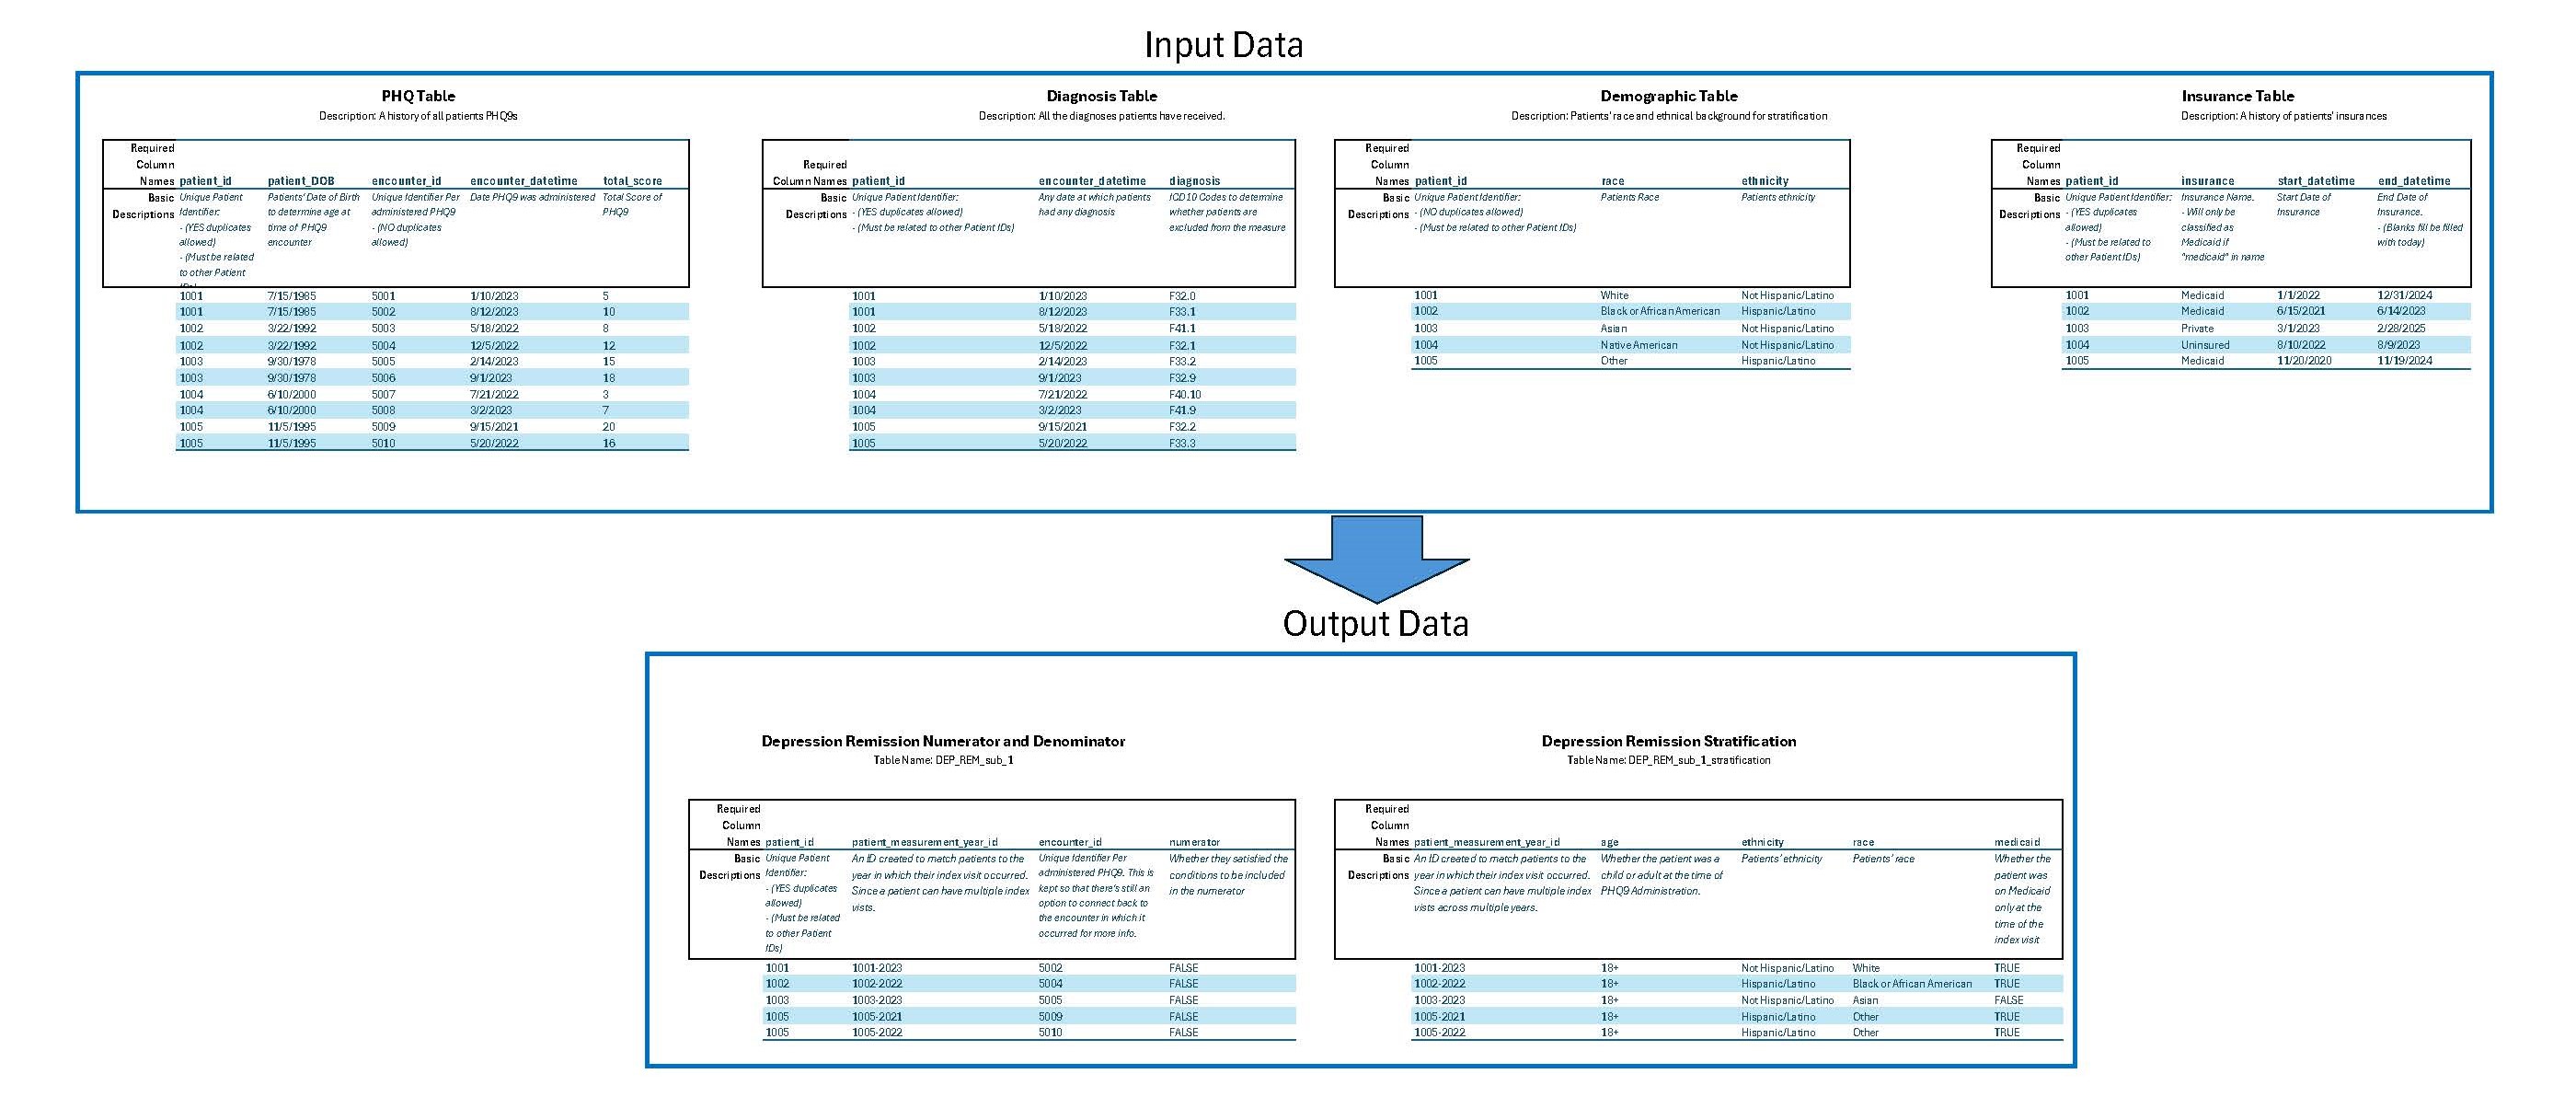 Input Data
PHQ Table
Description: A history of all patients PHQ9s
Required
Column
Names patient_id patient_DOB encounter_id encounter_datetime total_score
Basic Descriptions
Unique Patient
Identifier:
- (YES duplicates
allowed)
- (Must be related
to other Patient
Patients' Date of Birth
to determine age at
time of PHQ9
encounter
Unique Identifier Per
administered PHQ9
- (NO duplicates
allowed)
Date PHQ9 was administered
Total Score of
PHQ9
1001 7/15/1985 5001 1/10/2023 5
1001 7/15/1985 5002 8/12/2023 10
1002 3/22/1992 5003 5/18/2022 8
1002 3/22/1992 5004 12/5/2022 12
1003 9/30/1978 5005 2/14/2023 15
1003 9/30/1978 5006 9/1/2023 18
1004 6/10/2000 5007 7/21/2022 3
1004 6/10/2000 5008 3/2/2023 7
1005 11/5/1995 5009 9/15/2021 20
1005 11/5/1995 5010 5/20/2022 16
Diagnosis Table
Description: All the diagnoses patients have received.
Required
Column Names patient_id encounter_datetime diagnosis
Basic Descriptions
Unique Patient Identifier:
- (YES duplicates allowed)
- (Must be related to other Patient IDs)
Any date at which patients
had any diagnosis
ICD10 Codes to determine
whether patients are
excluded from the measure
1001 1/10/2023 F32.0
1001 8/12/2023 F33.1
1002 5/18/2022 F41.1
1002 12/5/2022 F32.1
1003 2/14/2023 F33.2
1003 9/1/2023 F32.9
1004 7/21/2022 F40.10
1004 3/2/2023 F41.9
1005 9/15/2021 F32.2
1005 5/20/2022 F33.3
Demographic Table
Description: Patients' race and ethnical background for stratification
Required
Column
Names patient_id race ethnicity
Basic Descriptions
Unique Patient Identifier:
- (NO duplicates allowed)
- (Must be related to other Patient IDs)
Patients Race
Patients ethnicity
1001 White Not Hispanic/Latino
1002 Black or African American Hispanic/Latino
1003 Asian Not Hispanic/Latino
1004 Native American Not Hispanic/Latino
1005 Other Hispanic/Latino
Insurance Table
Description: A history of patients' insurances
Required
Column
Names patient_id insurance start_datetime end_datetime
Basic Descriptions
Unique Patient Identifier:
- (YES duplicates
allowed)
- (Must be related to
other Patient IDs)
Insurance Name.
- Will only be
classified as
Medicaid if
"medicaid" in name
Start Date of
Insurance
End Date of
Insurance.
- (Blanks fill be filled
with today)
1001 Medicaid 1/1/2022 12/31/2024
1002 Medicaid 6/15/2021 6/14/2023
1003 Private 3/1/2023 2/28/2025
1004 Uninsured 8/10/2022 8/9/2023
1005 Medicaid 11/20/2020 11/19/2024
Output Data
Depression Remission Numerator and Denominator
Table Name: DEP_REM_sub_1
Required
Column
Names patient_id patient_measurement_year_id encounter_id numerator
Basic Descriptions
Unique Patient
Identifier:
- (YES duplicates
allowed)
- (Must be related
to other Patient
IDs)
An ID created to match patients to the
year in which their index visit occurred.
Since a patient can have multiple index
vists.
Unique Identifier Per
administered PHQ9. This is
kept so that there's still an
option to connect back to
the encounter in which it
occurred for more info.
Whether they satisfied the
conditions to be included
in the numerator
1001 1001-2023 5002 FALSE
1002 1002-2022 5004 FALSE
1003 1003-2023 5005 FALSE
1005 1005-2021 5009 FALSE
1005 1005-2022 5010 FALSE
Depression Remission Stratification
Table Name: DEP_REM_sub_1_stratification
Required
Column
Names patient_measurement_year_id age ethnicity race medicaid
Basic Descriptions
An ID created to match patients to the
year in which their index visit occurred.
Since a patient can have multiple index
vists across multiple years.
Whether the patient was a
child or adult at the time of
PHQ9 Administration.
Patients' ethnicity
Patients' race
Whether the
patient was
on Medicaid
only at the
time of the
index visit
1001-2023 18+ Not Hispanic/Latino White TRUE
1002-2022 18+ Hispanic/Latino Black or African American TRUE
1003-2023 18+ Not Hispanic/Latino Asian FALSE
1005-2021 18+ Hispanic/Latino Other TRUE
1005-2022 18+ Hispanic/Latino Other TRUE